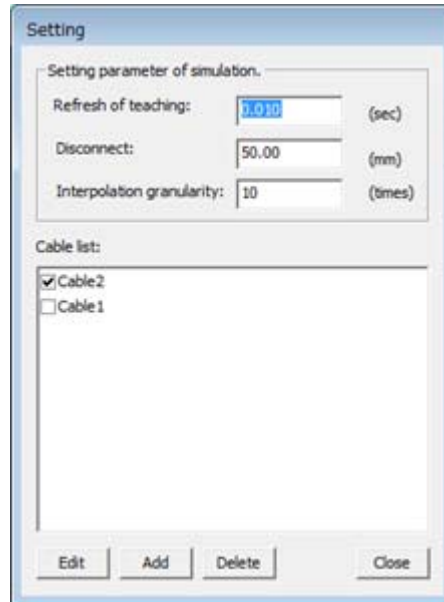 Setting
Setting parameter of simulation.
Refresh of teaching: 0.010 (sec)
Disconnect: 50.00 (mm)
Interpolation granularity: 10 (times)
Cable list:
Cable2
Cable1
Edit Add Delete Close